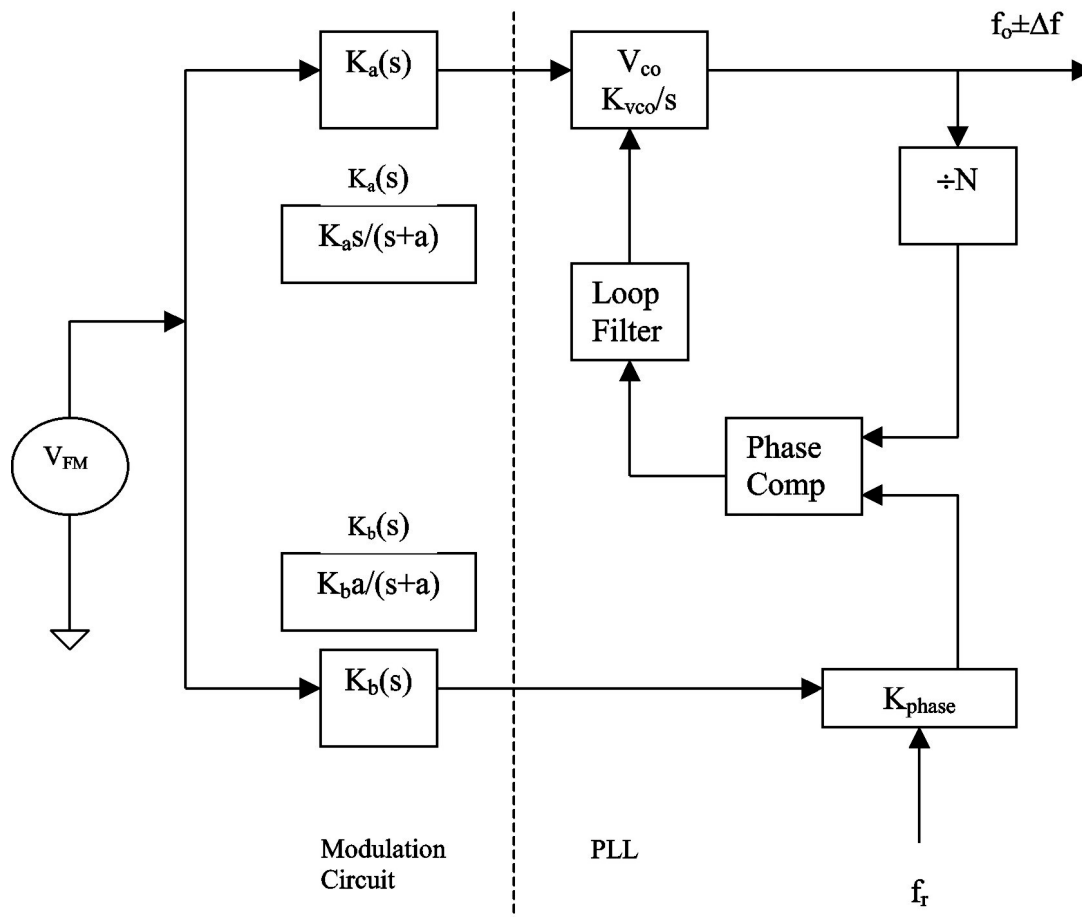 fo±Δf
Ka(s)
Vco
Kvco/s
÷N
Ka(s)
Kas/(s+a)
Loop
Filter
Phase
Comp
VFM
Kb(s)
Kba/(s+a)
Kb(s)
Kphase
Modulation
Circuit
PLL
fr